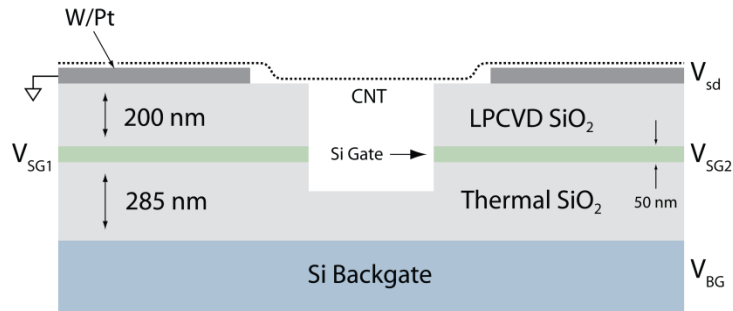 W/Pt
V_sd
CNT
200 nm
LPCVD SiO₂
V_SG1
Si Gate
V_SG2
285 nm
Thermal SiO₂
50 nm
Si Backgate
V_BG